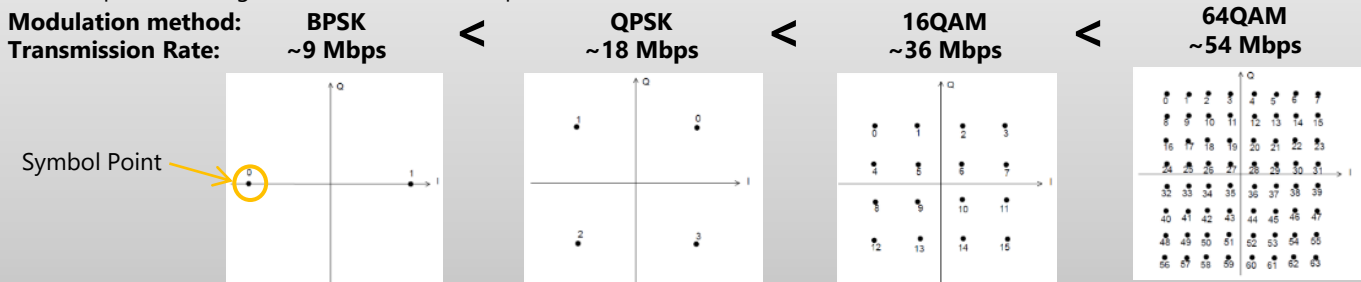 Modulation method: BPSK < QPSK < 16QAM < 64QAM
Transmission Rate: ~9 Mbps ~18 Mbps ~36 Mbps ~54 Mbps
Symbol Point
Q
0 1 I
Q
1 0
I
2 3
Q
0 1 2 3
4 5 6 7
I
8 9 10 11
12 13 14 15
Q
0 1 2 3 4 5 6 7
8 9 10 11 12 13 14 15
16 17 18 19 20 21 22 23
24 25 26 27 28 29 30 31
I
32 33 34 35 36 37 38 39
40 41 42 43 44 45 46 47
48 49 50 51 52 53 54 55
56 57 58 59 60 61 62 63